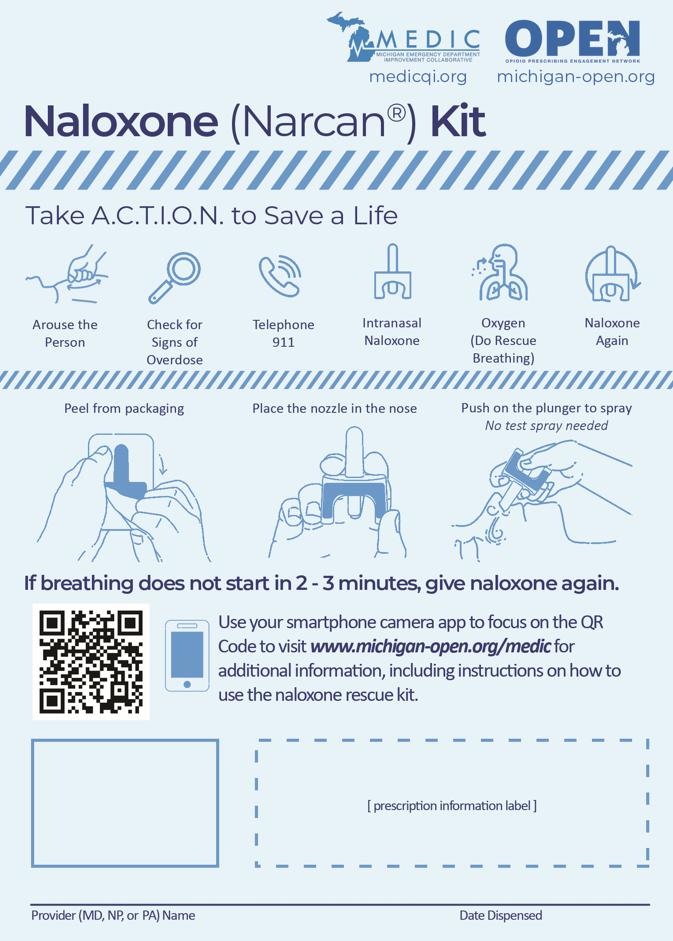 MEDIC
MICHIGAN EMERGENCY DEPARTMENT
IMPROVEMENT COLLABORATIVE
medicqi.org
OPEN
OPIOID PRESCRIBING ENGAGEMENT NETWORK
michigan-open.org
Naloxone (Narcan®) Kit
Take A.C.T.I.O.N. to Save a Life
Arouse the
Person
Check for
Signs of
Overdose
Telephone
911
Intranasal
Naloxone
Oxygen
(Do Rescue
Breathing)
Naloxone
Again
Peel from packaging
Place the nozzle in the nose
Push on the plunger to spray
No test spray needed
If breathing does not start in 2 - 3 minutes, give naloxone again.
Use your smartphone camera app to focus on the QR
Code to visit www.michigan-open.org/medic for
additional information, including instructions on how to
use the naloxone rescue kit.
[ prescription information label ]
Provider (MD, NP, or PA) Name
Date Dispensed